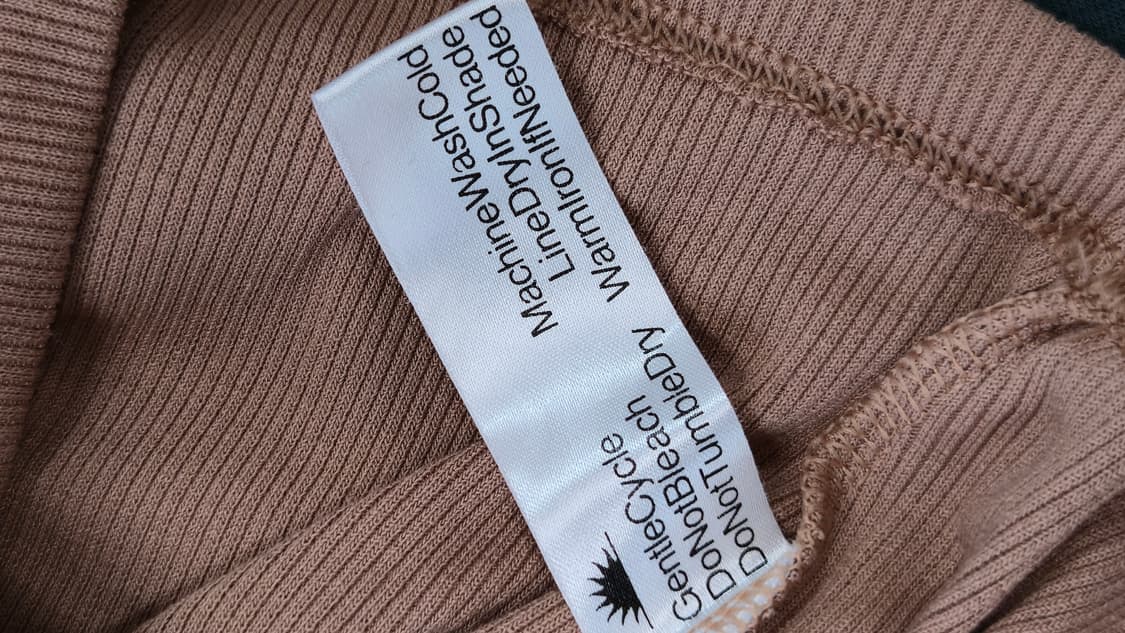 GentleCycle
DoNotBleach
DoNotTumbleDry
MachineWashCold
LineDryInShade
WarmIronIfNeeded